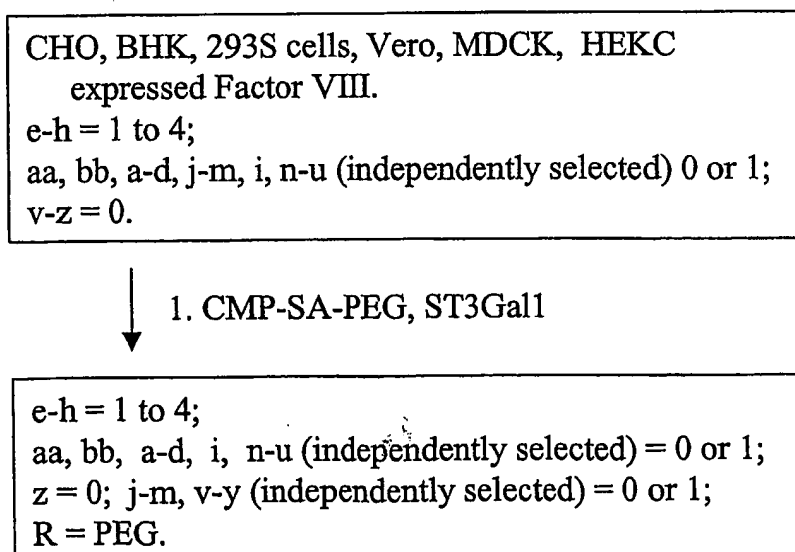 CHO, BHK, 293S cells, Vero, MDCK, HEKC
expressed Factor VIII.
e-h = 1 to 4;
aa, bb, a-d, j-m, i, n-u (independently selected) 0 or 1;
v-z = 0.
1. CMP-SA-PEG, ST3Gal1
e-h = 1 to 4;
aa, bb, a-d, i, n-u (independently selected) = 0 or 1;
z = 0; j-m, v-y (independently selected) = 0 or 1;
R = PEG.